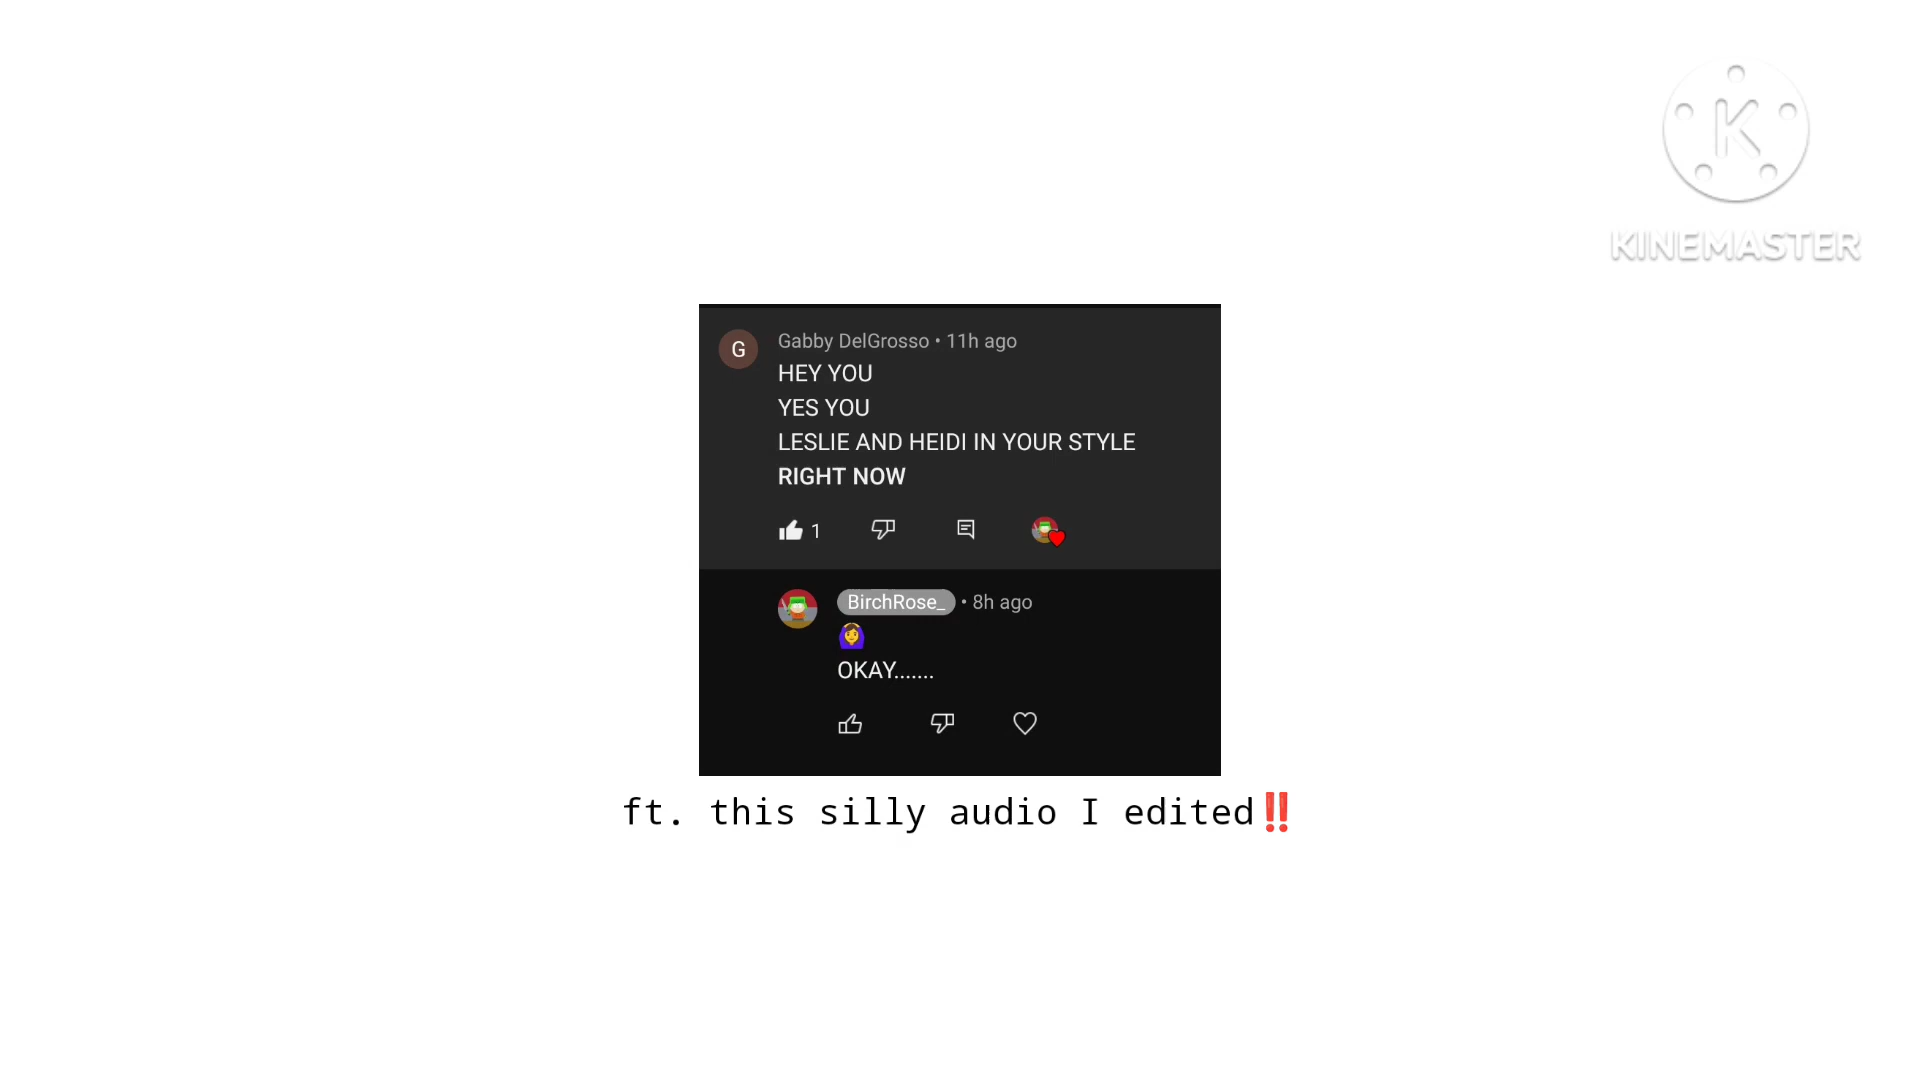 K
KINEMASTER
G
Gabby DelGrosso • 11h ago
HEY YOU
YES YOU
LESLIE AND HEIDI IN YOUR STYLE
RIGHT NOW
1
BirchRose_ • 8h ago
🙆‍♀️
OKAY.......
ft. this silly audio I edited‼️